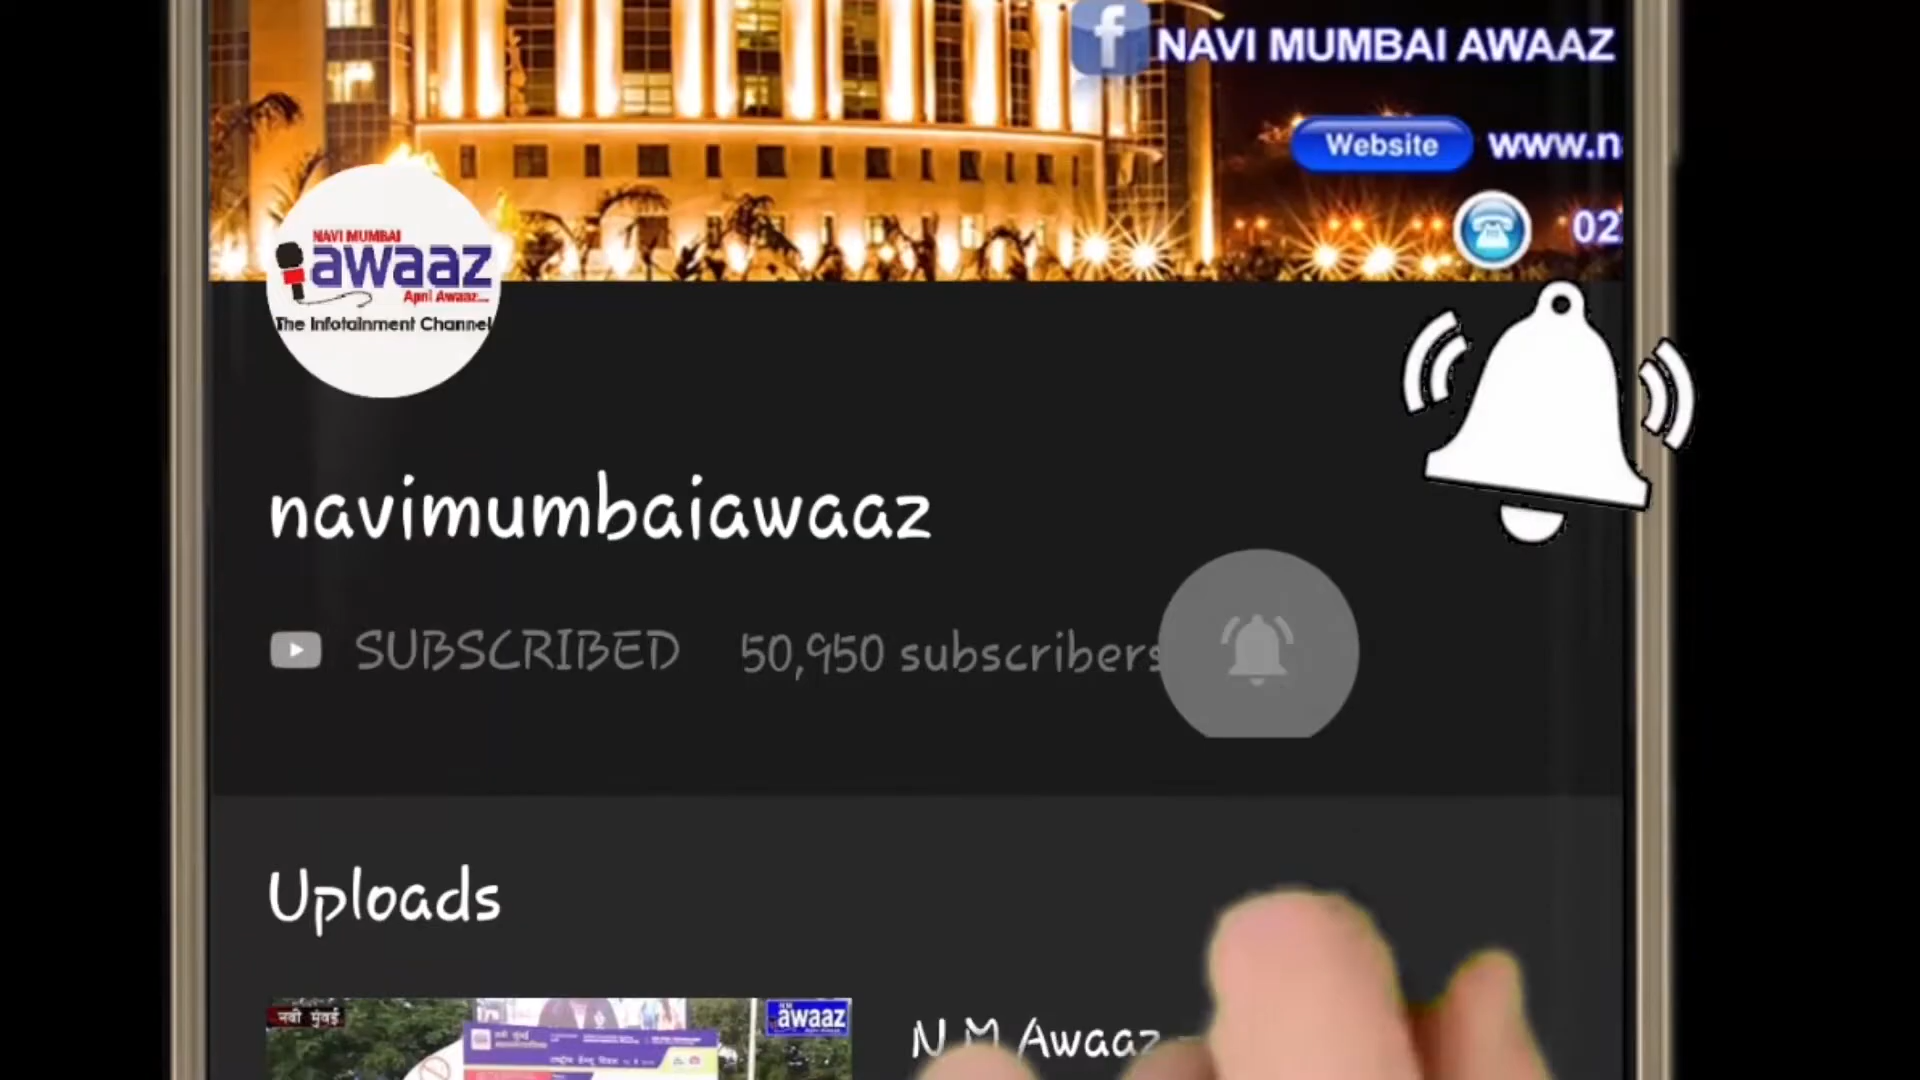 NAVI MUMBAI AWAAZ
Website www.n
02
NAVI MUMBAI
awaaz
Apni Awaaz...
The Infotainment Channel
navimumbaiawaaz
SUBSCRIBED 50,950 subscribers
Uploads
नवी मुंबई
awaaz
N M Awaaz